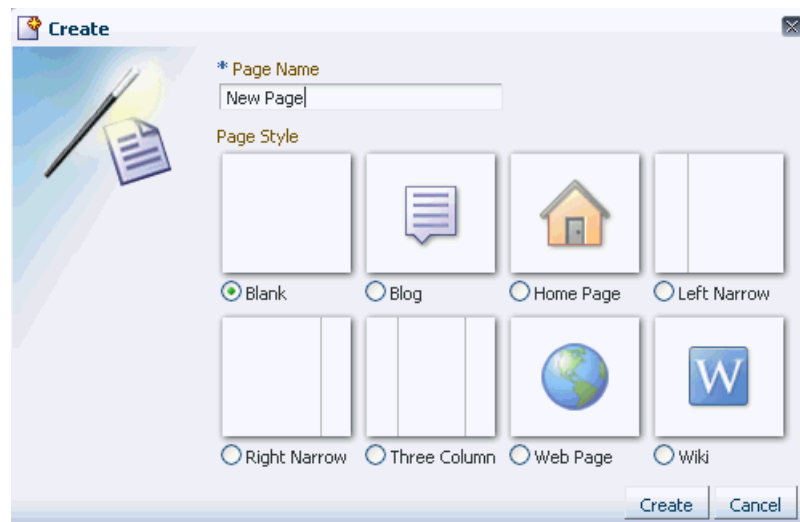 Create
* Page Name
New Page
Page Style
Blank
Blog
Home Page
Left Narrow
Right Narrow
Three Column
Web Page
W
Wiki
Create
Cancel